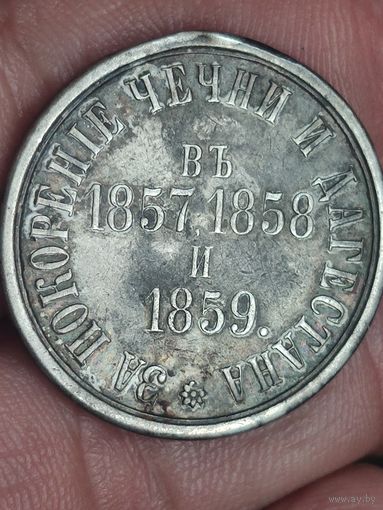 ЗА ПОКОРЕНІЕ ЧЕЧНИ И ДАГЕСТАНА
ВЪ
1857, 1858
И
1859.
www.ay.by